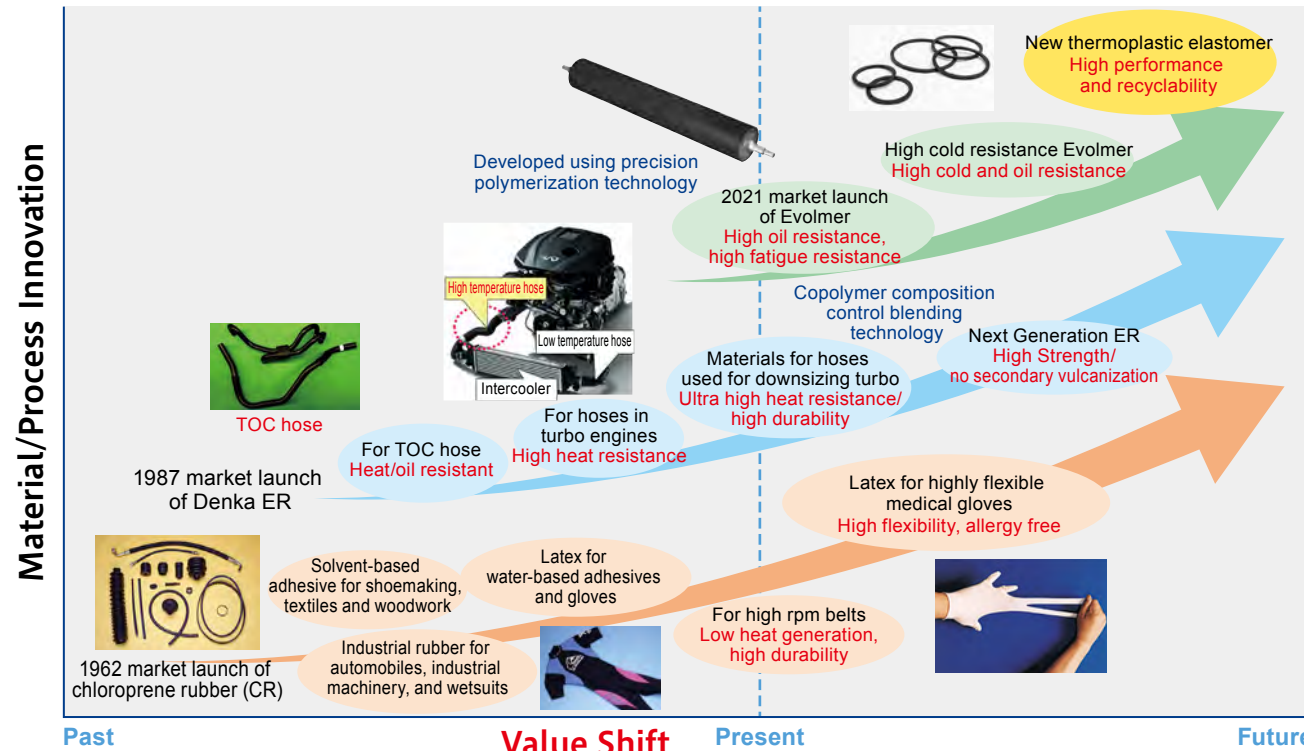 Material/Process Innovation
New thermoplastic elastomer
High performance
and recyclability
Developed using precision
polymerization technology
High cold resistance Evolmer
High cold and oil resistance
2021 market launch
of Evolmer
High oil resistance,
high fatigue resistance
High temperature hose
Low temperature hose
Intercooler
Copolymer composition
control blending
technology
Next Generation ER
High Strength/
no secondary vulcanization
Materials for hoses
used for downsizing turbo
Ultra high heat resistance/
high durability
TOC hose
For hoses in
turbo engines
High heat resistance
For TOC hose
Heat/oil resistant
1987 market launch
of Denka ER
Latex for highly flexible
medical gloves
High flexibility, allergy free
Solvent-based
adhesive for shoemaking,
textiles and woodwork
Latex for
water-based adhesives
and gloves
For high rpm belts
Low heat generation,
high durability
Industrial rubber for
automobiles, industrial
machinery, and wetsuits
1962 market launch of
chloroprene rubber (CR)
Past
Value Shift
Present
Future